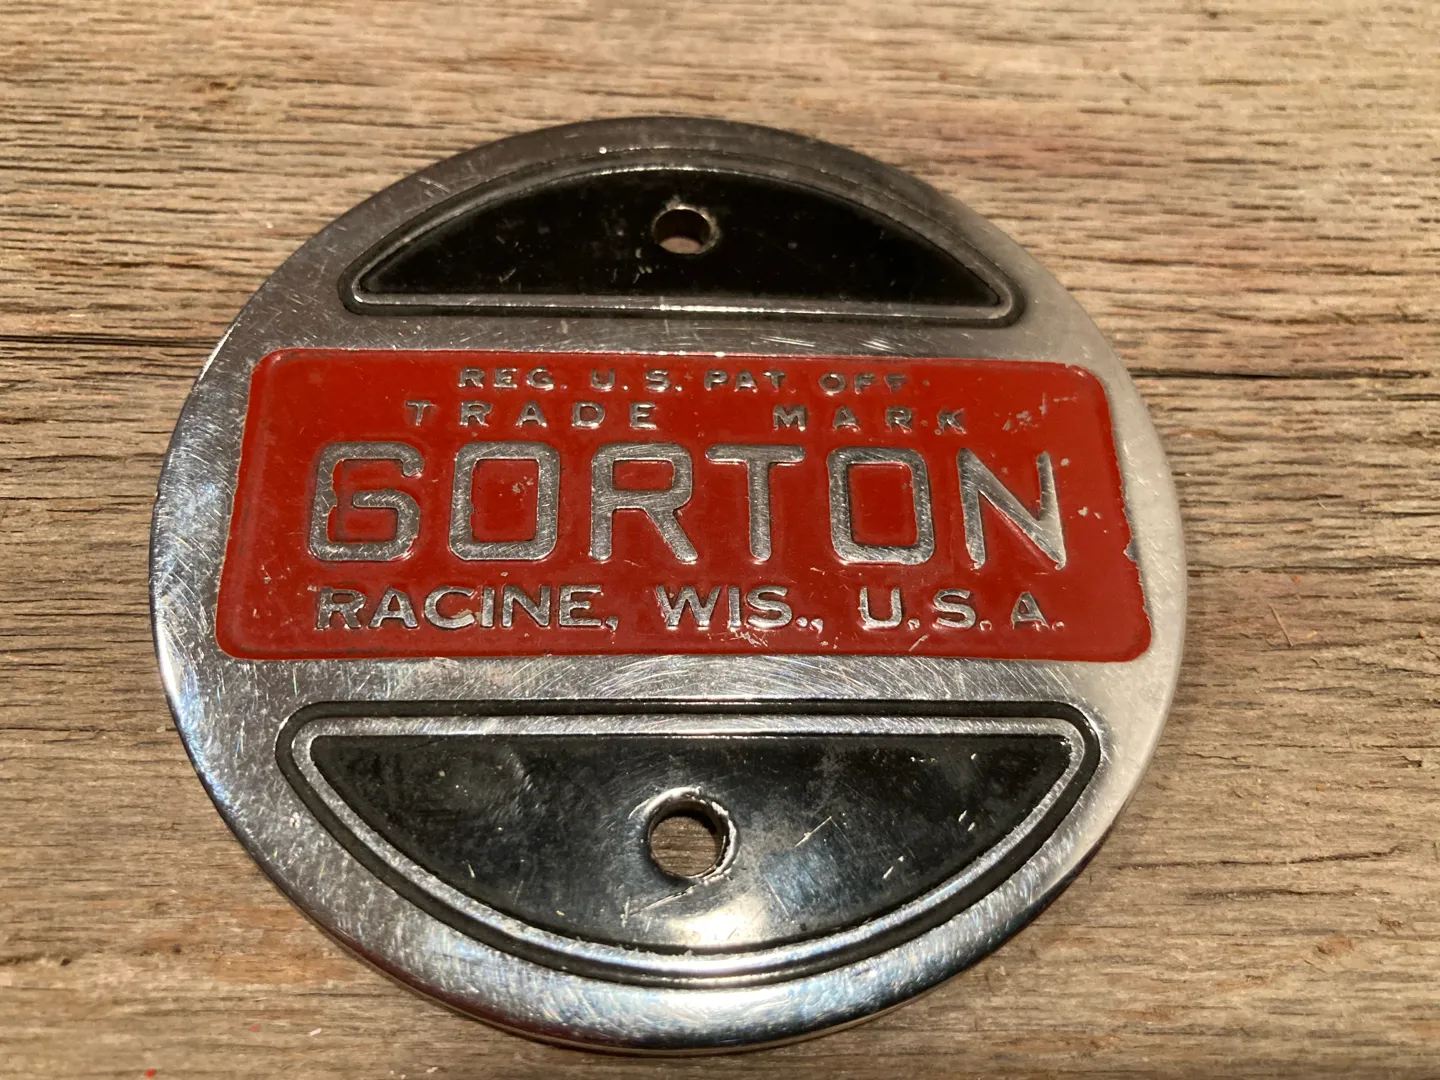 REG. U. S. PAT. OFF.
TRADE MARK
GORTON
RACINE, WIS., U. S. A.